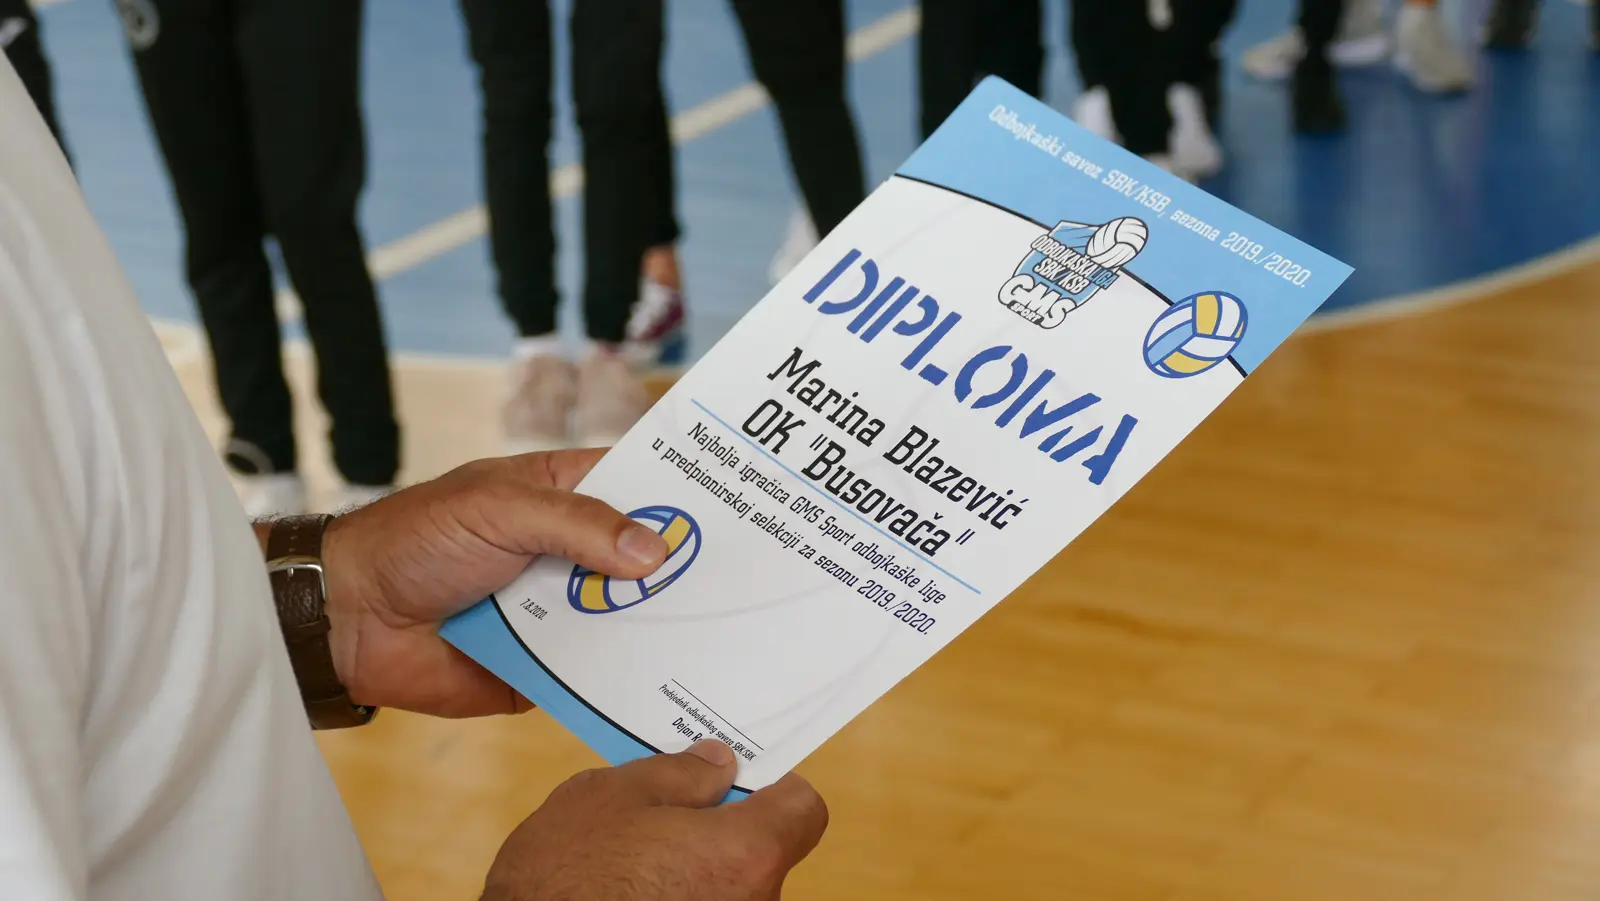 Odbojkaški savez SBK/KSB, sezona 2019./2020.
ODBOJKAŠKA LIGA
SBK / KSB
GMS
SPORT
DIPLOMA
Marina Blazević
OK "Busovača"
Najbolja igračica GMS Sport odbojkaške lige
u predpionirskoj selekciji za sezonu 2019./2020.
7.8.2020.
Predsjednik odbojkaškog saveza SBK/SBK
Dejan